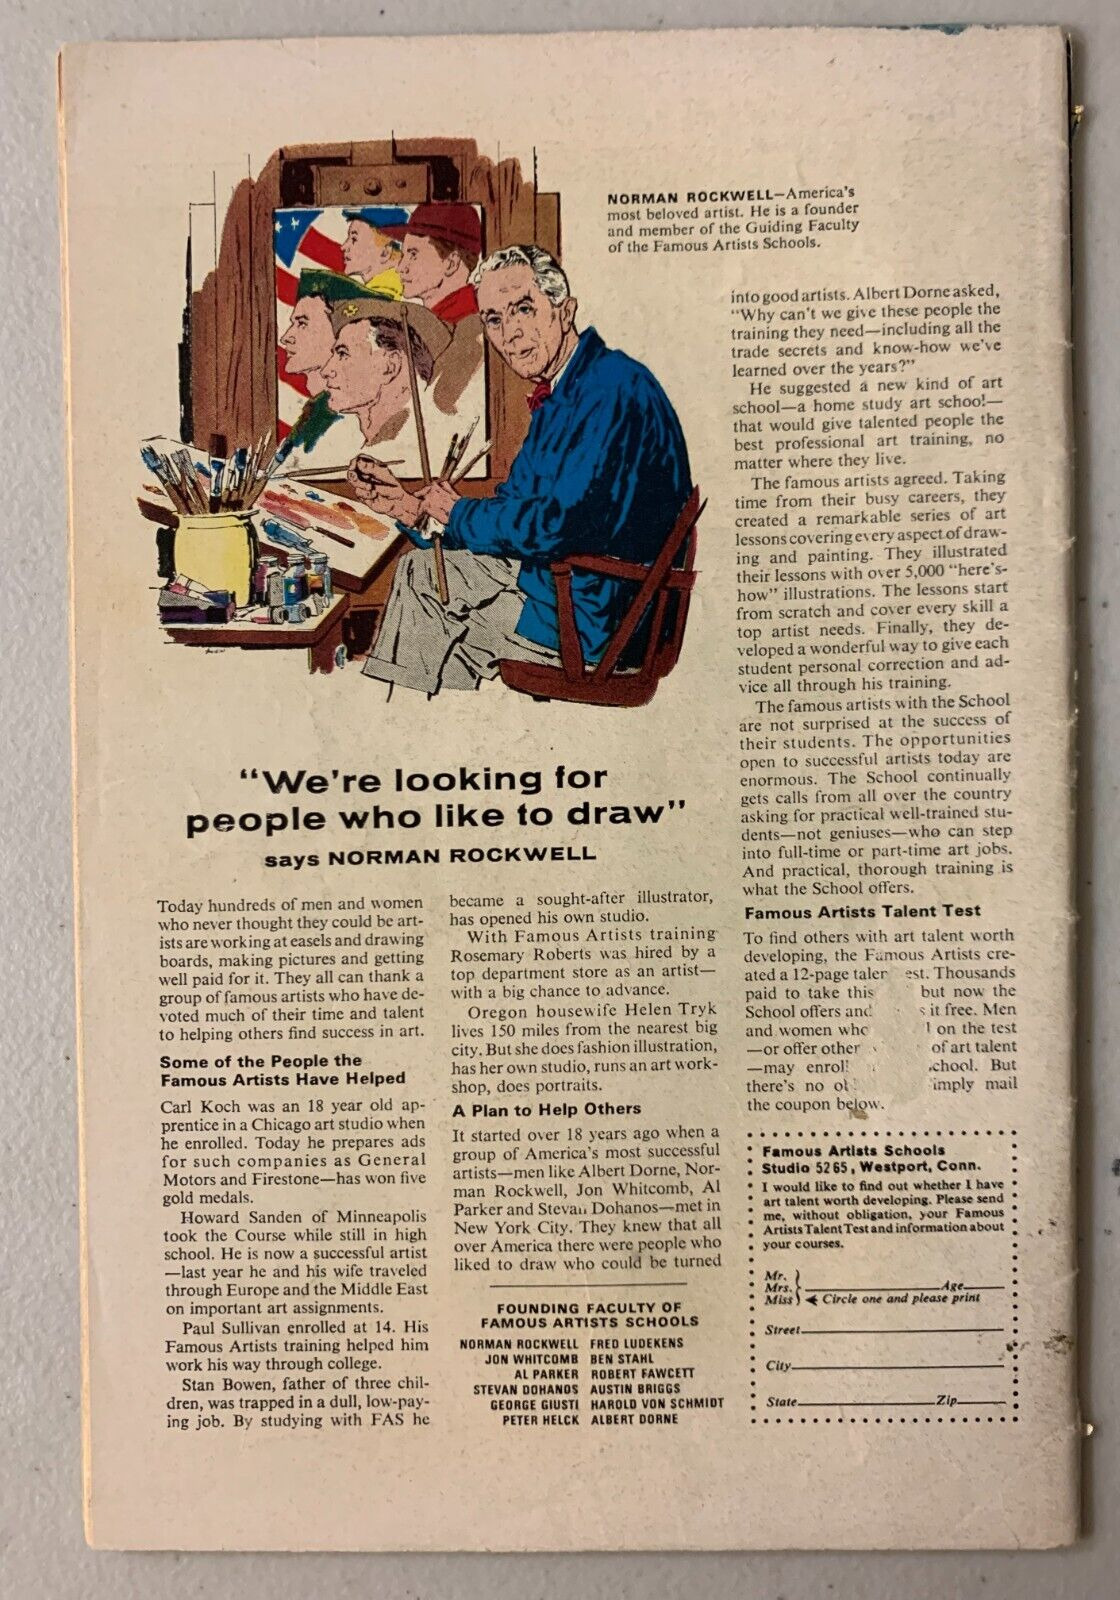 NORMAN ROCKWELL—America's
most beloved artist. He is a founder
and member of the Guiding Faculty
of the Famous Artists Schools.
"We're looking for
people who like to draw"
says NORMAN ROCKWELL
Today hundreds of men and women
who never thought they could be art-
ists are working at easels and drawing
boards, making pictures and getting
well paid for it. They all can thank a
group of famous artists who have de-
voted much of their time and talent
to helping others find success in art.
Some of the People the
Famous Artists Have Helped
Carl Koch was an 18 year old ap-
prentice in a Chicago art studio when
he enrolled. Today he prepares ads
for such companies as General
Motors and Firestone—has won five
gold medals.
Howard Sanden of Minneapolis
took the Course while still in high
school. He is now a successful artist
—last year he and his wife traveled
through Europe and the Middle East
on important art assignments.
Paul Sullivan enrolled at 14. His
Famous Artists training helped him
work his way through college.
Stan Bowen, father of three chil-
dren, was trapped in a dull, low-pay-
ing job. By studying with FAS he
became a sought-after illustrator,
has opened his own studio.
With Famous Artists training
Rosemary Roberts was hired by a
top department store as an artist—
with a big chance to advance.
Oregon housewife Helen Tryk
lives 150 miles from the nearest big
city. But she does fashion illustration,
has her own studio, runs an art work-
shop, does portraits.
A Plan to Help Others
It started over 18 years ago when a
group of America's most successful
artists—men like Albert Dorne, Nor-
man Rockwell, Jon Whitcomb, Al
Parker and Stevan Dohanos—met in
New York City. They knew that all
over America there were people who
liked to draw who could be turned
FOUNDING FACULTY OF
FAMOUS ARTISTS SCHOOLS
NORMAN ROCKWELL FRED LUDEKENS
JON WHITCOMB BEN STAHL
AL PARKER ROBERT FAWCETT
STEVAN DOHANOS AUSTIN BRIGGS
GEORGE GIUSTI HAROLD VON SCHMIDT
PETER HELCK ALBERT DORNE
into good artists. Albert Dorne asked,
"Why can't we give these people the
training they need—including all the
trade secrets and know-how we've
learned over the years?"
He suggested a new kind of art
school—a home study art school—
that would give talented people the
best professional art training, no
matter where they live.
The famous artists agreed. Taking
time from their busy careers, they
created a remarkable series of art
lessons covering every aspect of draw-
ing and painting. They illustrated
their lessons with over 5,000 "here's-
how" illustrations. The lessons start
from scratch and cover every skill a
top artist needs. Finally, they de-
veloped a wonderful way to give each
student personal correction and ad-
vice all through his training.
The famous artists with the School
are not surprised at the success of
their students. The opportunities
open to successful artists today are
enormous. The School continually
gets calls from all over the country
asking for practical well-trained stu-
dents—not geniuses—who can step
into full-time or part-time art jobs.
And practical, thorough training is
what the School offers.
Famous Artists Talent Test
To find others with art talent worth
developing, the Famous Artists cre-
ated a 12-page Thousands
paid to take this but now the
School offers it free. Men
and women on the test
—or offer other of art talent
—may But
there's no mail
the coupon below.
Famous Artists Schools
Studio 5265, Westport, Conn.
I would like to find out whether I have
art talent worth developing. Please send
me, without obligation, your Famous
Artists Talent Test and information about
your courses.
Mr.
Mrs. Age
Miss Circle one and please print
Street
City
State Zip